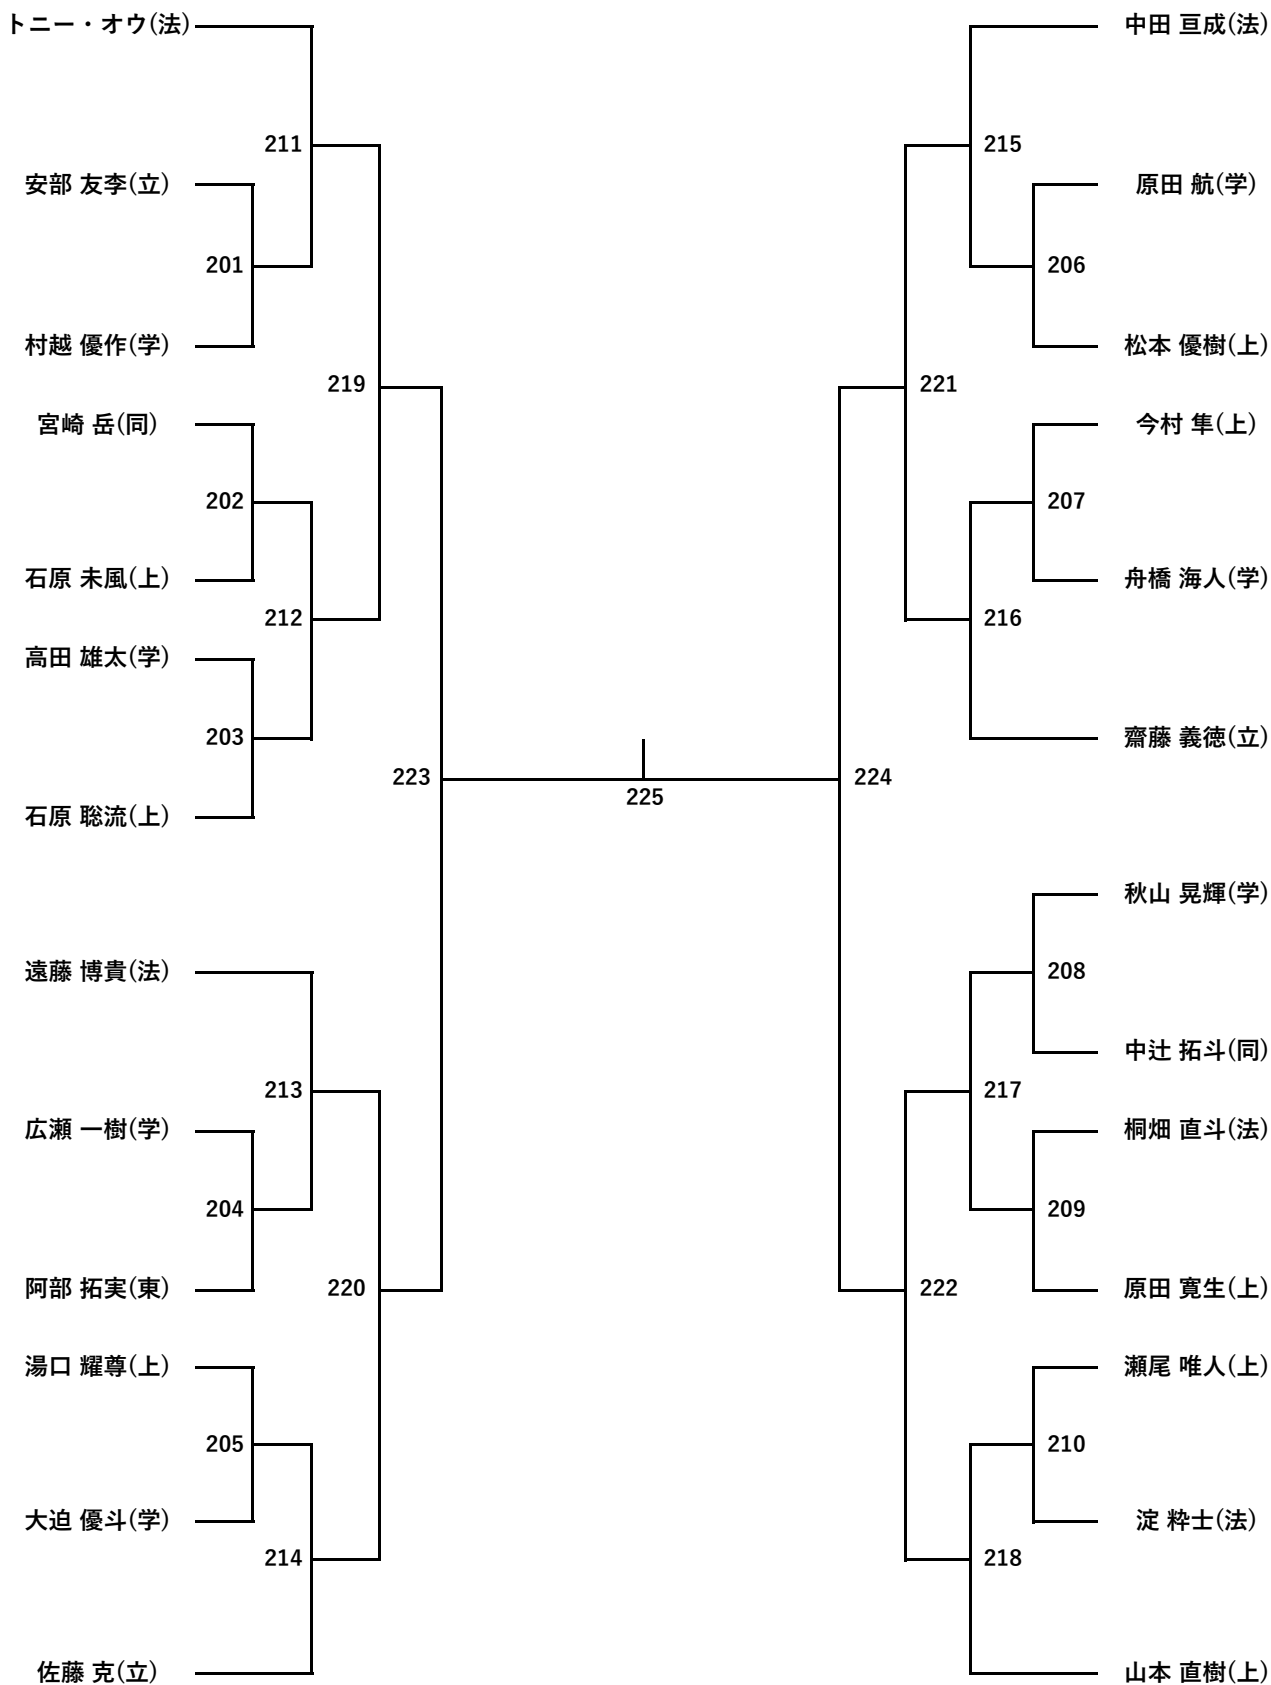 トニー・オウ(法)
211
安部 友李(立)
201
村越 優作(学)
219
宮崎 岳(同)
202
石原 未風(上)
212
高田 雄太(学)
203
石原 聡流(上)
223
遠藤 博貴(法)
213
広瀬 一樹(学)
204
阿部 拓実(東)
220
湯口 耀尊(上)
205
大迫 優斗(学)
214
佐藤 克(立)
225
中田 亘成(法)
215
原田 航(学)
206
松本 優樹(上)
221
今村 隼(上)
207
舟橋 海人(学)
216
齋藤 義徳(立)
224
秋山 晃輝(学)
208
中辻 拓斗(同)
217
桐畑 直斗(法)
209
原田 寛生(上)
222
瀬尾 唯人(上)
210
淀 粋士(法)
218
山本 直樹(上)